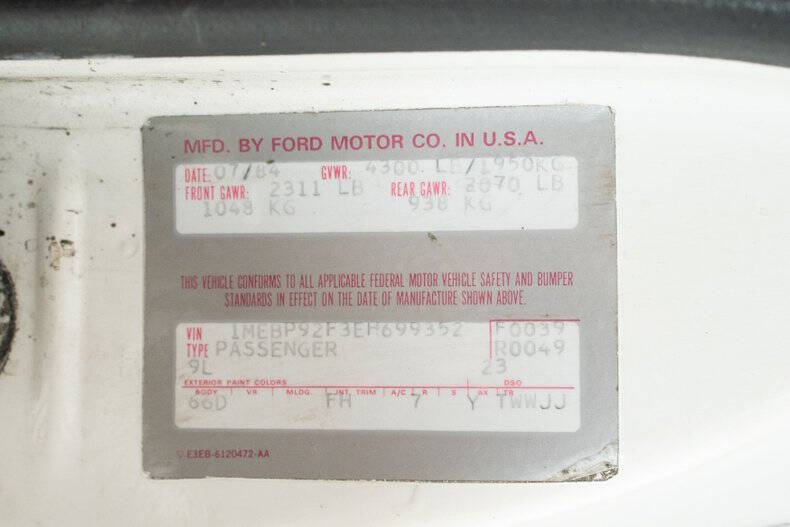 MFD. BY FORD MOTOR CO. IN U.S.A.
DATE: 07/84 GVWR: 4300 LB/1950KG
FRONT GAWR: 2311 LB REAR GAWR: 2070 LB
1048 KG 938 KG
THIS VEHICLE CONFORMS TO ALL APPLICABLE FEDERAL MOTOR VEHICLE SAFETY AND BUMPER
STANDARDS IN EFFECT ON THE DATE OF MANUFACTURE SHOWN ABOVE.
VIN 1MEBP92F3EH699352 F0039
TYPE PASSENGER R0049
9L 23
EXTERIOR PAINT COLORS DSO
BODY VR MLDG. INT. TRIM A/C R S AX TR
66D FH 7 Y TWWJJ
E3EB-6120472-AA